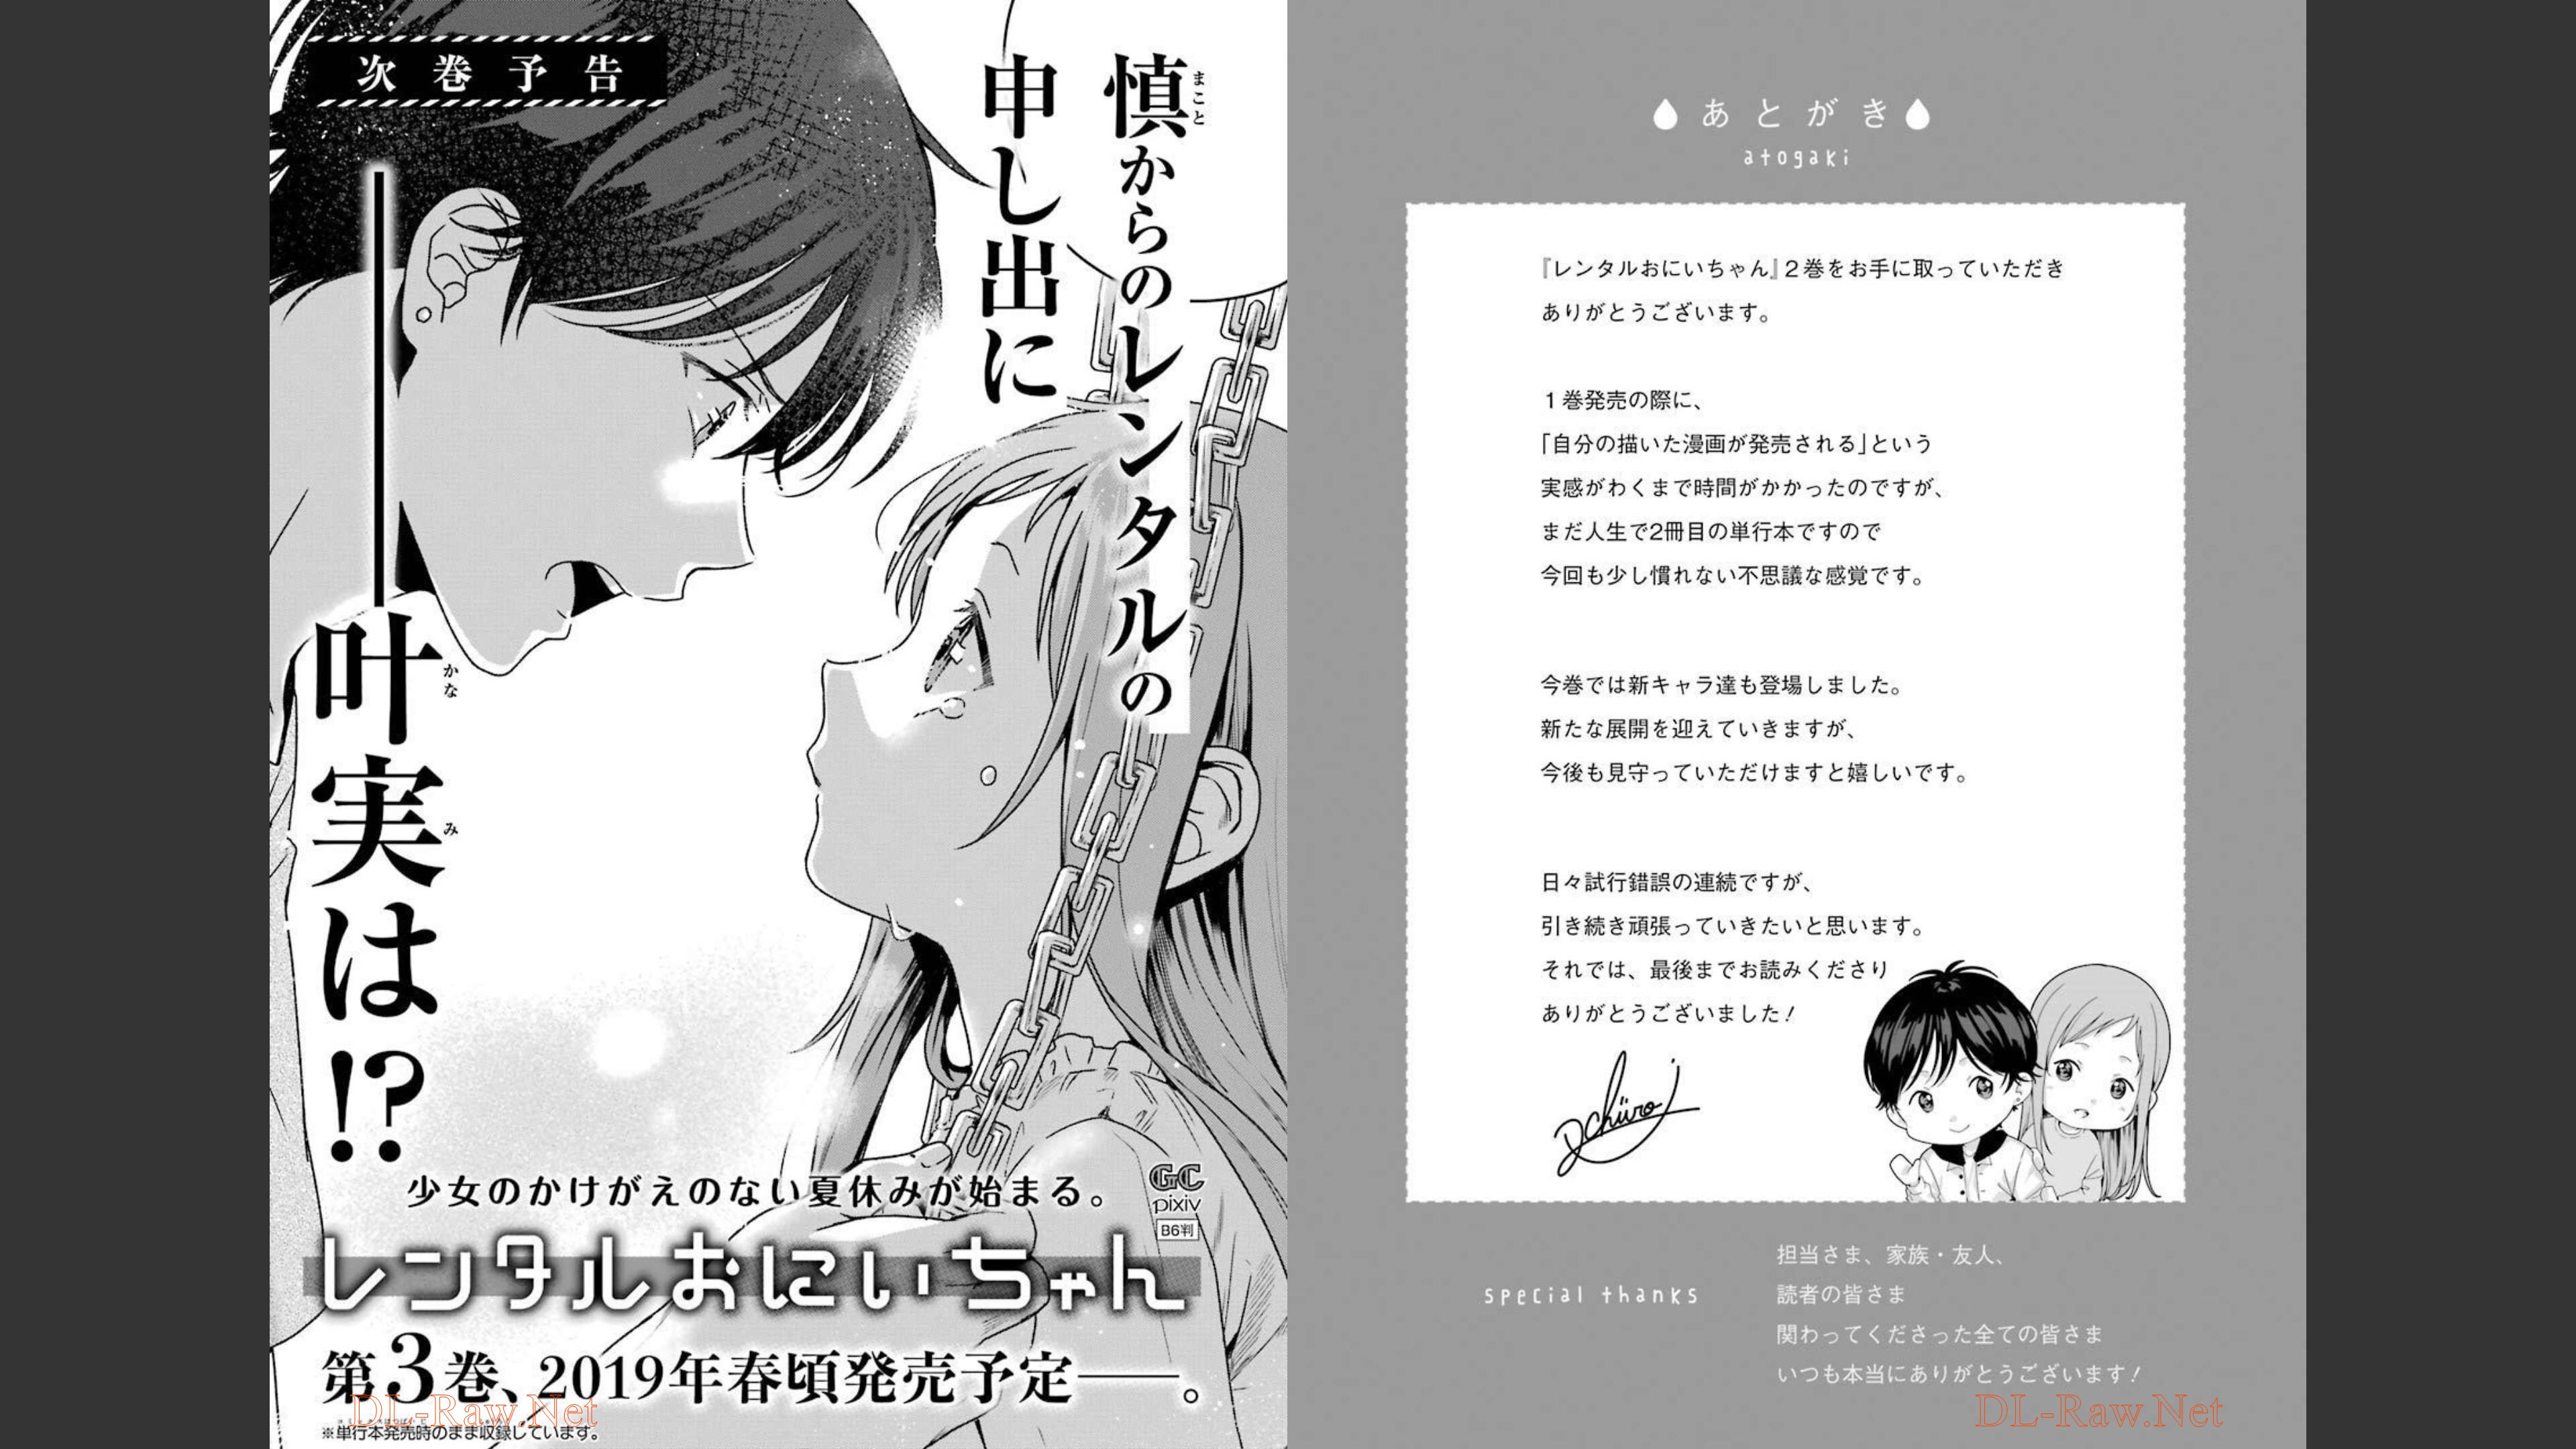 あとがき
atogaki
『レンタルおにいちゃん』2巻をお手に取っていただき
ありがとうございます。
1巻発売の際に、
「自分の描いた漫画が発売される」という
実感がわくまで時間がかかったのですが、
まだ人生で2冊目の単行本ですので
今回も少し慣れない不思議な感覚です。
今巻では新キャラ達も登場しました。
新たな展開を迎えていきますが、
今後も見守っていただけますと嬉しいです。
日々試行錯誤の連続ですが、
引き続き頑張っていきたいと思います。
それでは、最後までお読みくださり
ありがとうございました！
special thanks
担当さま、家族・友人、
読者の皆さま
関わってくださった全ての皆さま
いつも本当にありがとうございます！
DL-Raw.Net
次巻予告
慎からのレンタルの
まこと
申し出に
――叶実は!?
かなみ
少女のかけがえのない夏休みが始まる。
GC
pixiv
B6判
レンタルおにいちゃん
第3巻、2019年春頃発売予定――。
※単行本発売時のまま収録しています。
DL-Raw.Net